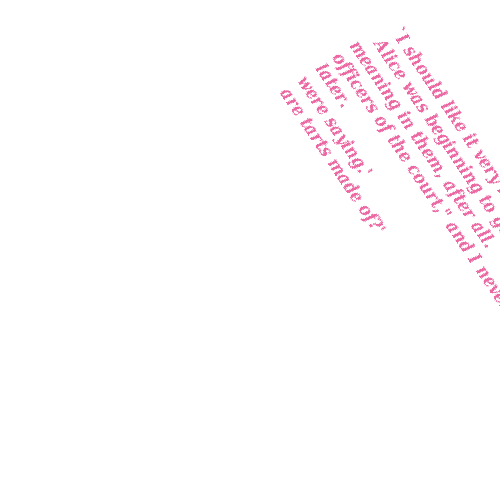 `I should like it very
Alice was beginning to
meaning in them, after all.
officers of the court," and I
later.
were saying.'
are tarts made of?'